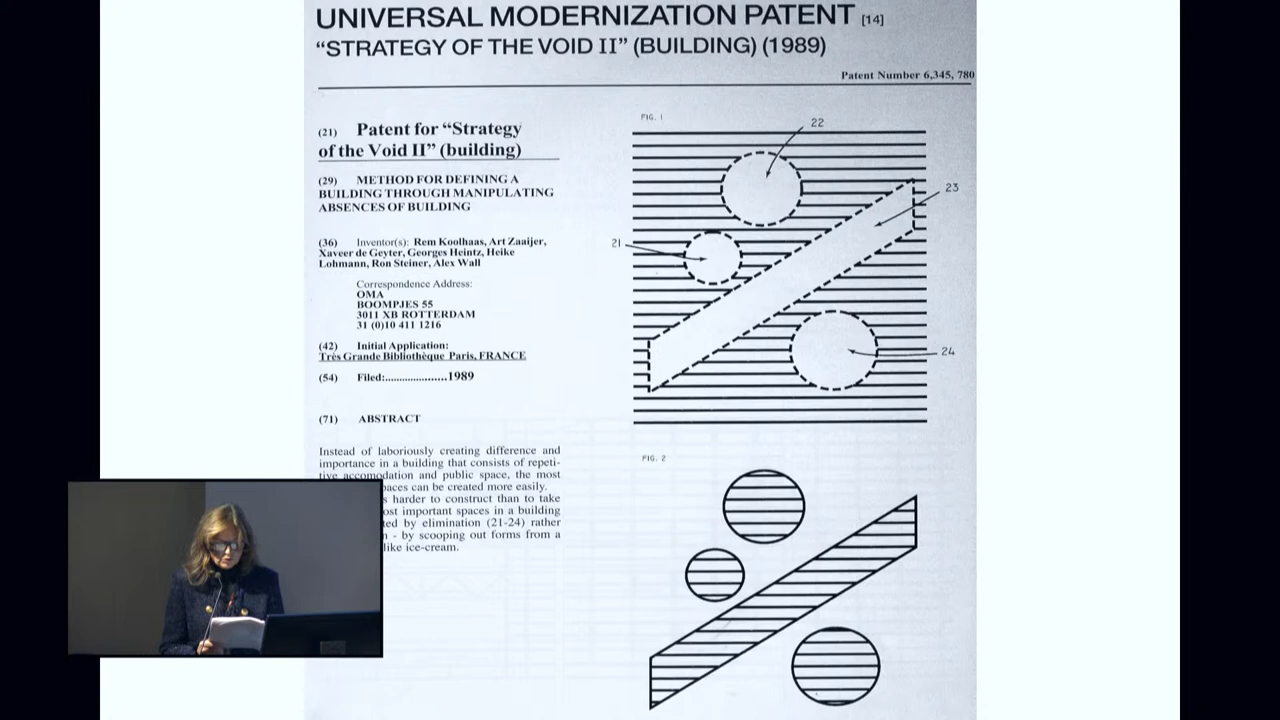 UNIVERSAL MODERNIZATION PATENT [14]
“STRATEGY OF THE VOID II” (BUILDING) (1989)
Patent Number 6,345, 780
(21) Patent for “Strategy
of the Void II” (building)
(29) METHOD FOR DEFINING A
BUILDING THROUGH MANIPULATING
ABSENCES OF BUILDING
(36) Inventor(s): Rem Koolhaas, Art Zaaijer,
Xaveer de Geyter, Georges Heintz, Heike
Lohmann, Ron Steiner, Alex Wall
Correspondence Address:
OMA
BOOMPJES 55
3011 XB ROTTERDAM
31 (0)10 411 1216
(42) Initial Application:
Très Grande Bibliothèque Paris, FRANCE
(54) Filed:......................1989
(71) ABSTRACT
Instead of laboriously creating difference and
importance in a building that consists of repeti-
tive accomodation and public space, the most
can be created more easily.
harder to construct than to take
most important spaces in a building
by elimination (21-24) rather
- by scooping out forms from a
like ice-cream.
FIG. 1
22
23
21
24
FIG. 2